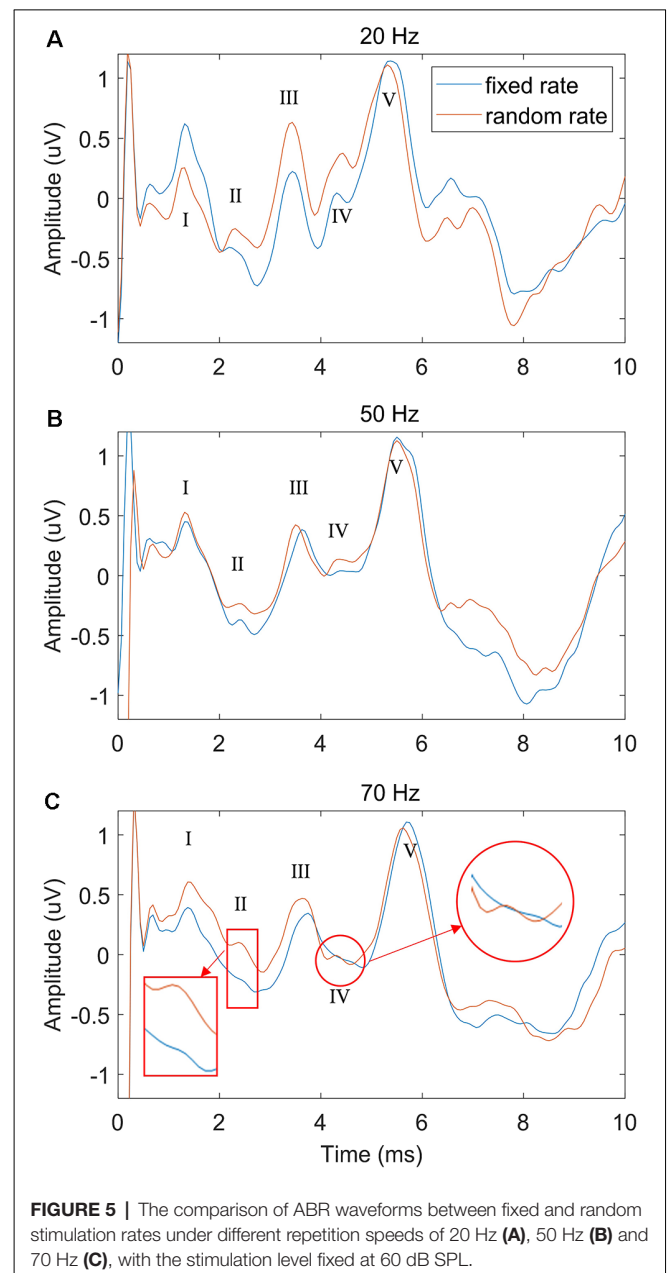 A
20 Hz
fixed rate
random rate
1
0.5
0
-0.5
-1
Amplitude (uV)
I
II
III
IV
V
0 2 4 6 8 10
B
50 Hz
1
0.5
0
-0.5
-1
Amplitude (uV)
I
II
III
IV
V
0 2 4 6 8 10
C
70 Hz
1
0.5
0
-0.5
-1
Amplitude (uV)
I
II
III
IV
V
0 2 4 6 8 10
Time (ms)
FIGURE 5 | The comparison of ABR waveforms between fixed and random
stimulation rates under different repetition speeds of 20 Hz (A), 50 Hz (B) and
70 Hz (C), with the stimulation level fixed at 60 dB SPL.